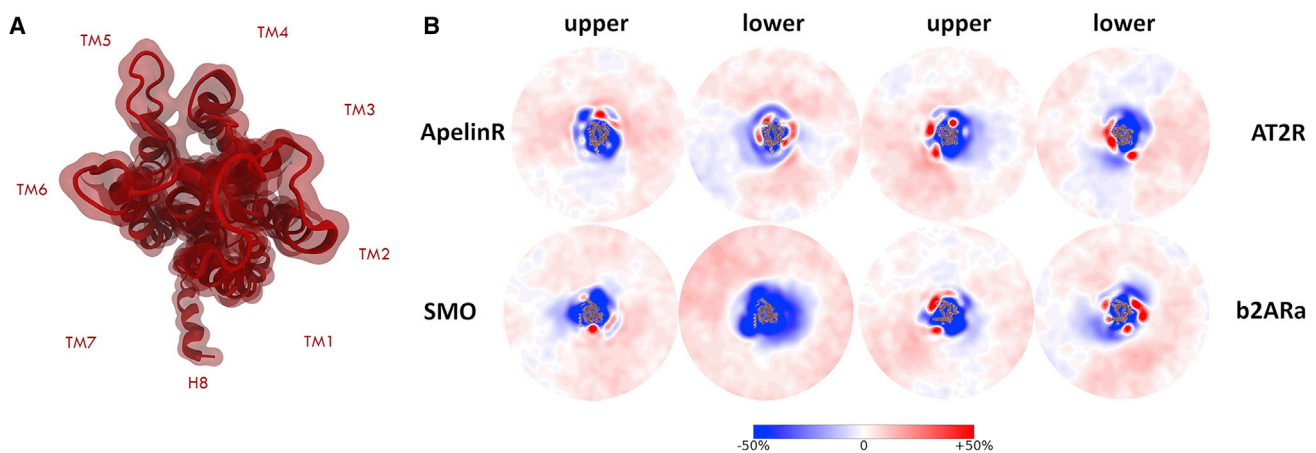 A
TM5
TM4
TM3
TM6
TM2
TM7
TM1
H8
B
upper
lower
upper
lower
ApelinR
AT2R
SMO
b2ARa
-50%
0
+50%